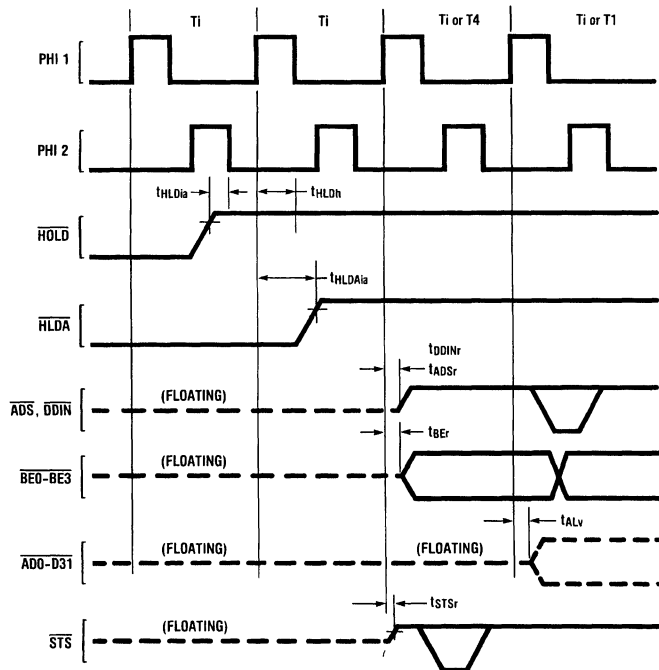 Ti Ti Ti or T4 Ti or T1
PHI 1
PHI 2
tHLDia tHLDh
HOLD
tHLDAia
HLDA
tDDINr
tADSr
(FLOATING)
ADS, DDIN
tBEr
(FLOATING)
BE0-BE3
tALv
(FLOATING) (FLOATING)
AD0-D31
tSTSr
(FLOATING)
STS